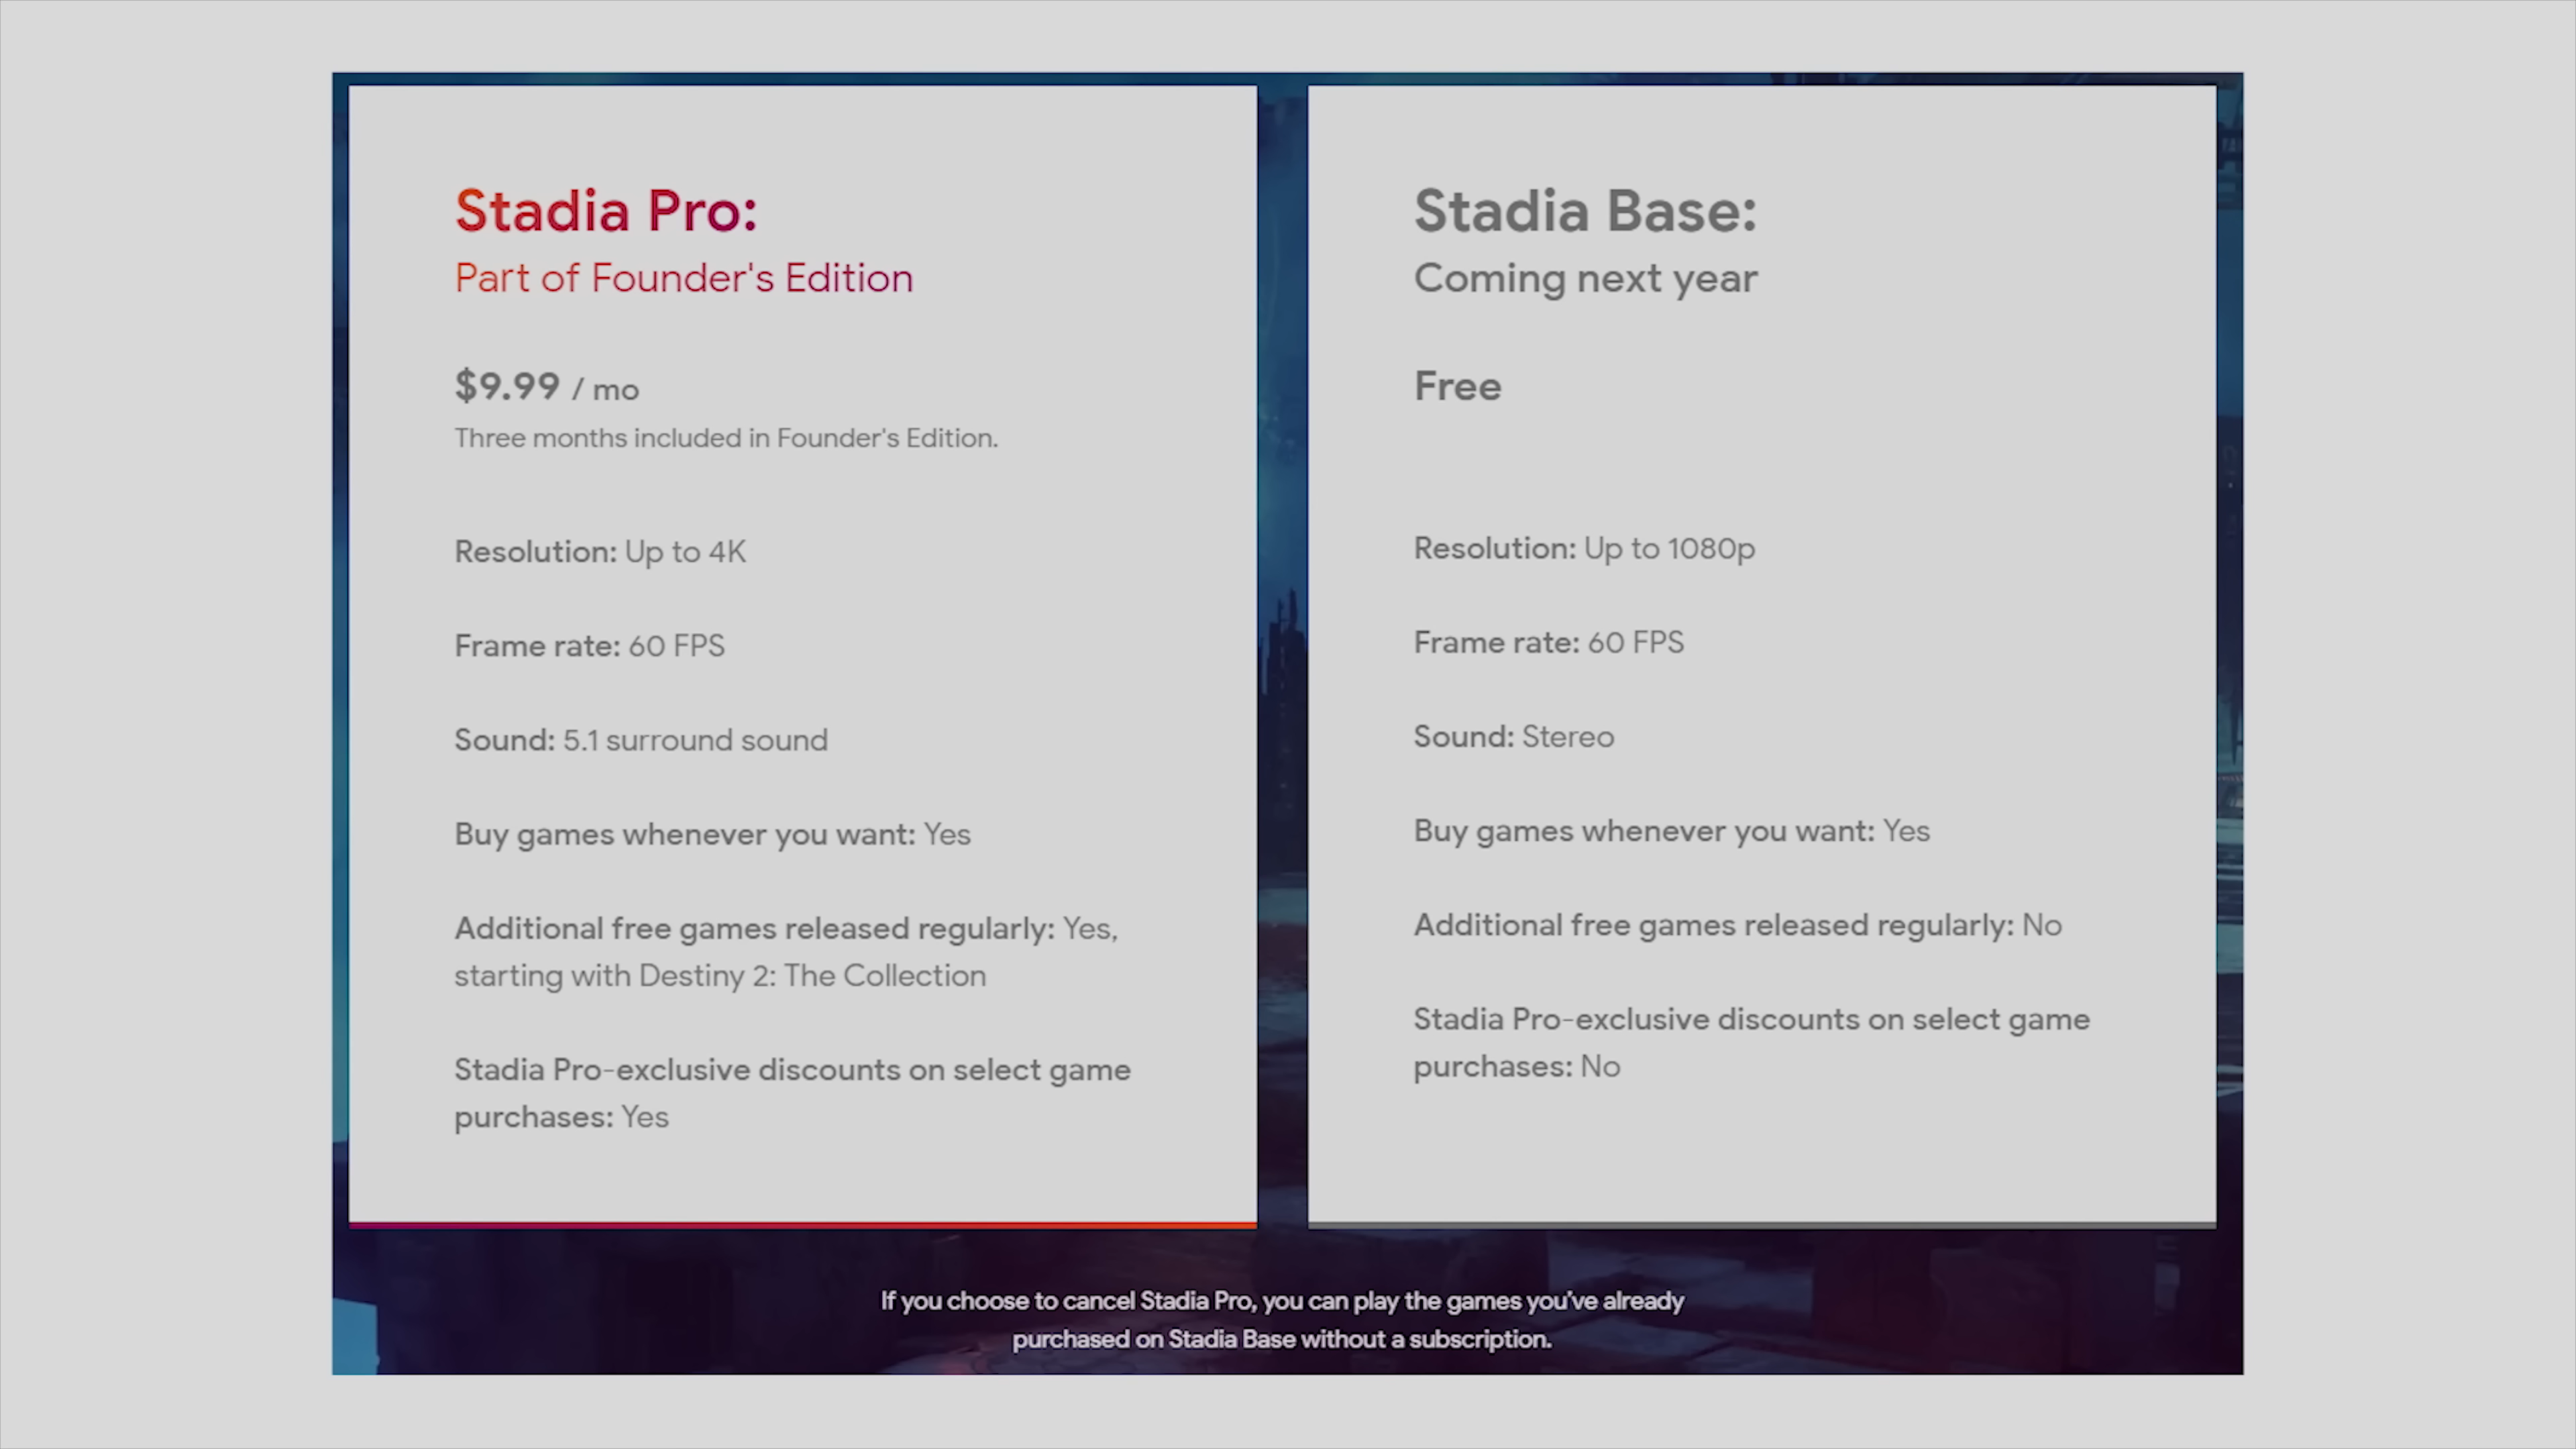 Stadia Pro:
Part of Founder's Edition
$9.99 / mo
Three months included in Founder's Edition.
Resolution: Up to 4K
Frame rate: 60 FPS
Sound: 5.1 surround sound
Buy games whenever you want: Yes
Additional free games released regularly: Yes,
starting with Destiny 2: The Collection
Stadia Pro-exclusive discounts on select game
purchases: Yes
Stadia Base:
Coming next year
Free
Resolution: Up to 1080p
Frame rate: 60 FPS
Sound: Stereo
Buy games whenever you want: Yes
Additional free games released regularly: No
Stadia Pro-exclusive discounts on select game
purchases: No
If you choose to cancel Stadia Pro, you can play the games you've already
purchased on Stadia Base without a subscription.